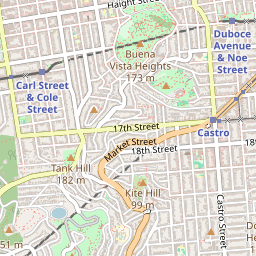 Haight Street
Duboce
Avenue
& Noe
Street
Buena
Vista Heights
173 m
Carl Street
& Cole
Street
17th Street
Castro
Market Street
18th Street
18
Tank Hill
182 m
Kite Hill
99 m
Castro Street
51 m